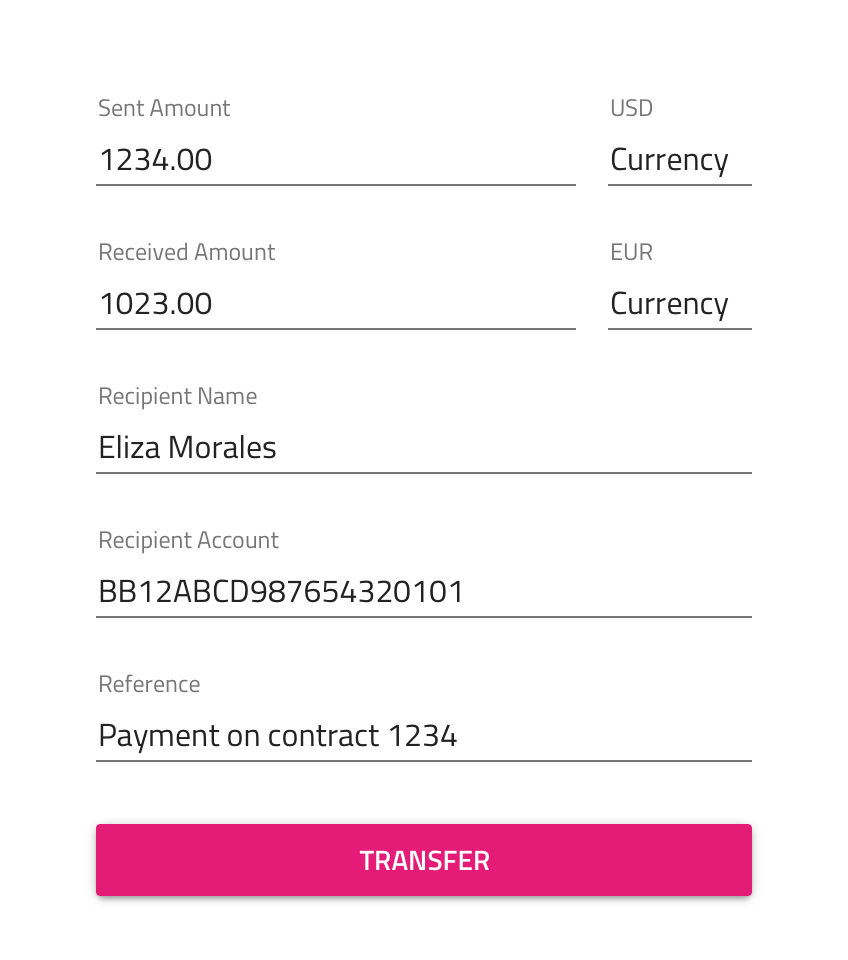 Sent Amount USD
1234.00 Currency
Received Amount EUR
1023.00 Currency
Recipient Name
Eliza Morales
Recipient Account
BB12ABCD987654320101
Reference
Payment on contract 1234
TRANSFER